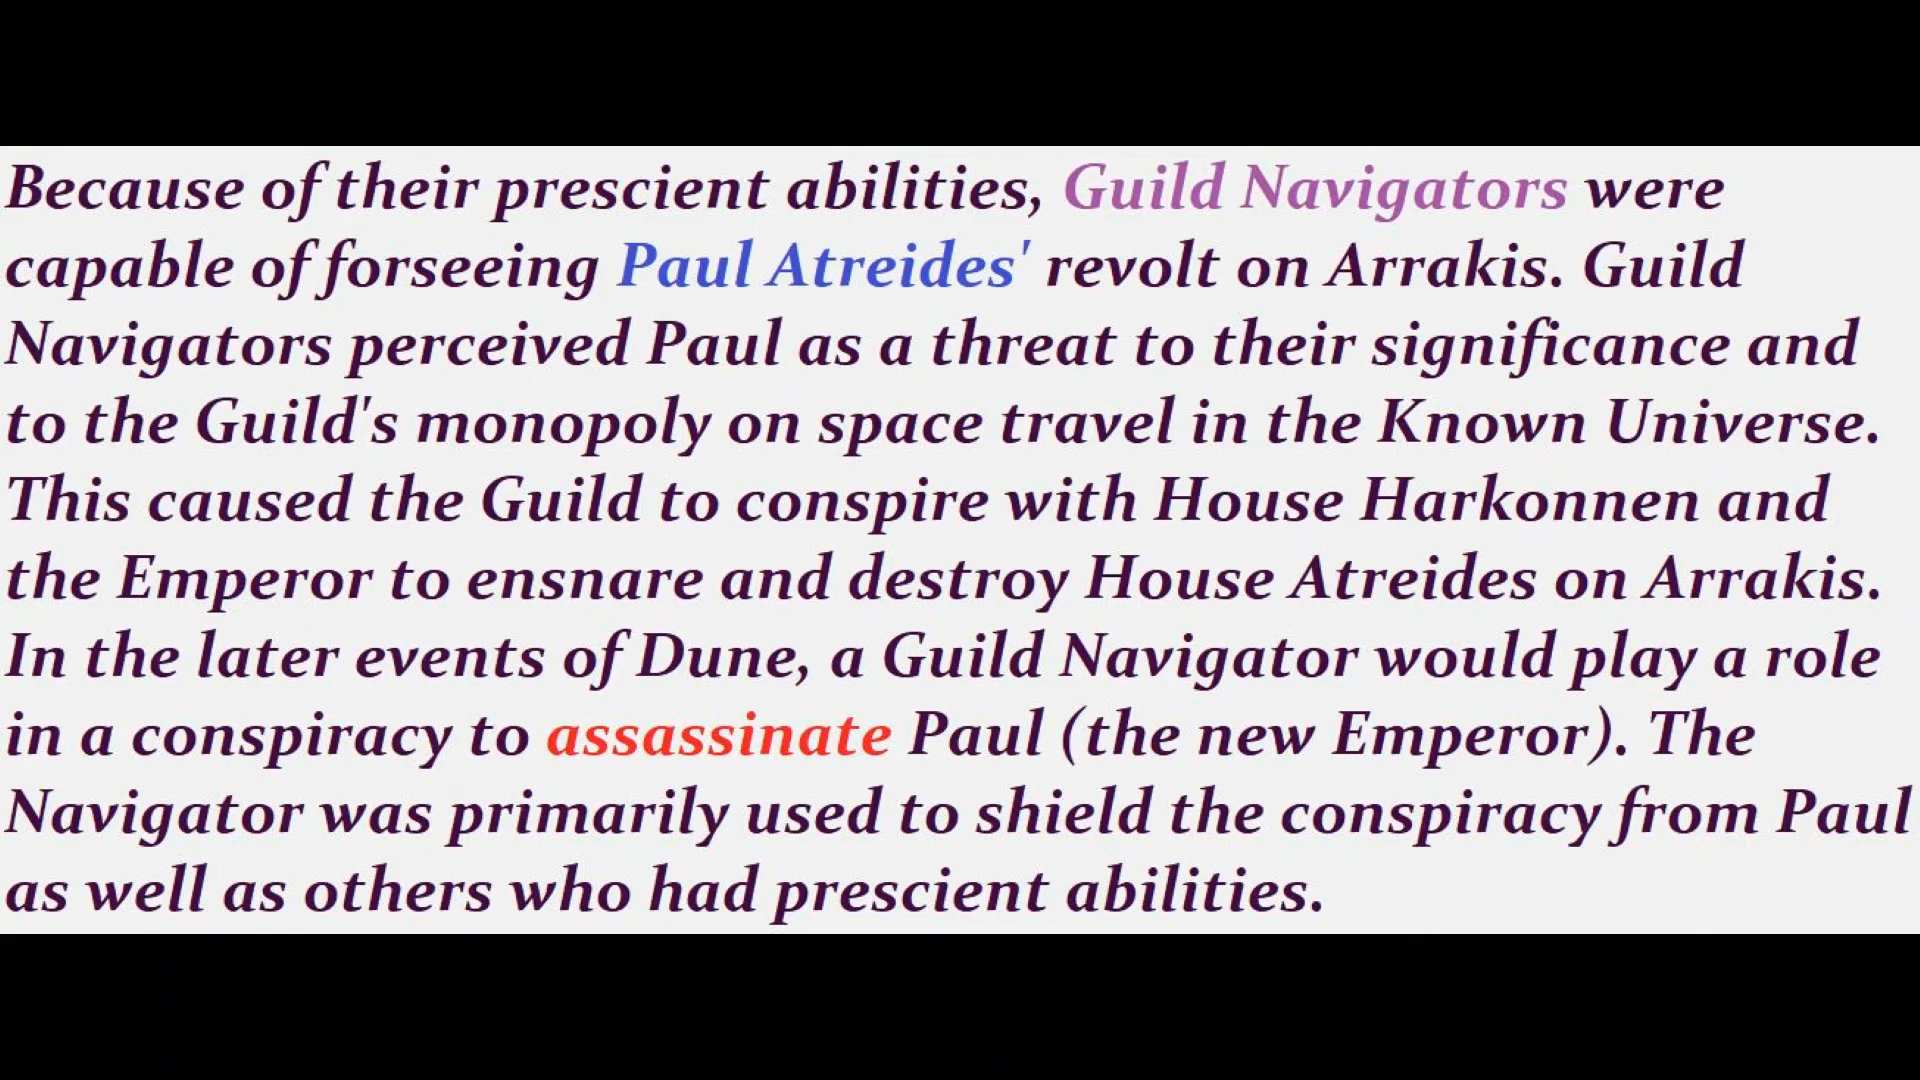 Because of their prescient abilities, Guild Navigators were
capable of forseeing Paul Atreides' revolt on Arrakis. Guild
Navigators perceived Paul as a threat to their significance and
to the Guild's monopoly on space travel in the Known Universe.
This caused the Guild to conspire with House Harkonnen and
the Emperor to ensnare and destroy House Atreides on Arrakis.
In the later events of Dune, a Guild Navigator would play a role
in a conspiracy to assassinate Paul (the new Emperor). The
Navigator was primarily used to shield the conspiracy from Paul
as well as others who had prescient abilities.